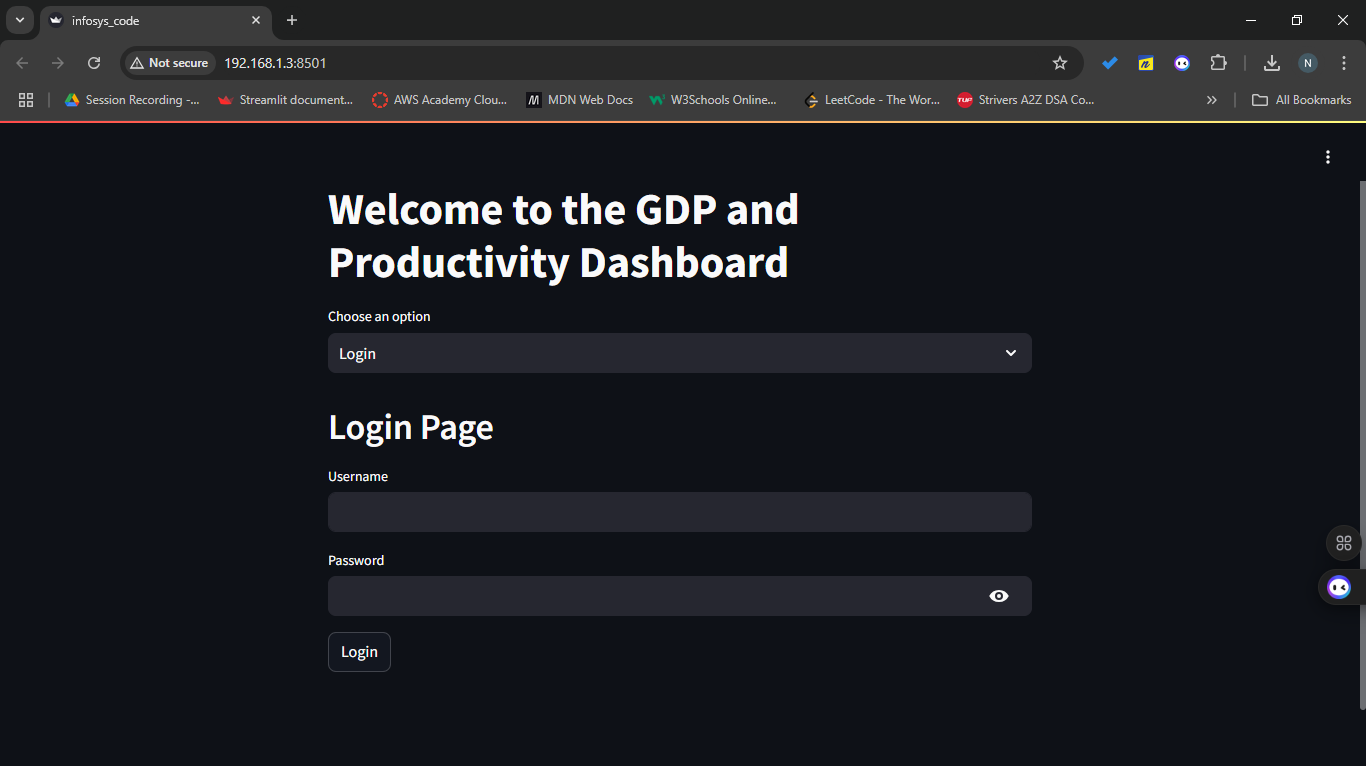 infosys_code
Not secure 192.168.1.3:8501
N
Session Recording -... Streamlit document... AWS Academy Clou... MDN Web Docs W3Schools Online... LeetCode - The Wor... TUF Strivers A2Z DSA Co... » All Bookmarks
Welcome to the GDP and
Productivity Dashboard
Choose an option
Login
Login Page
Username
Password
Login